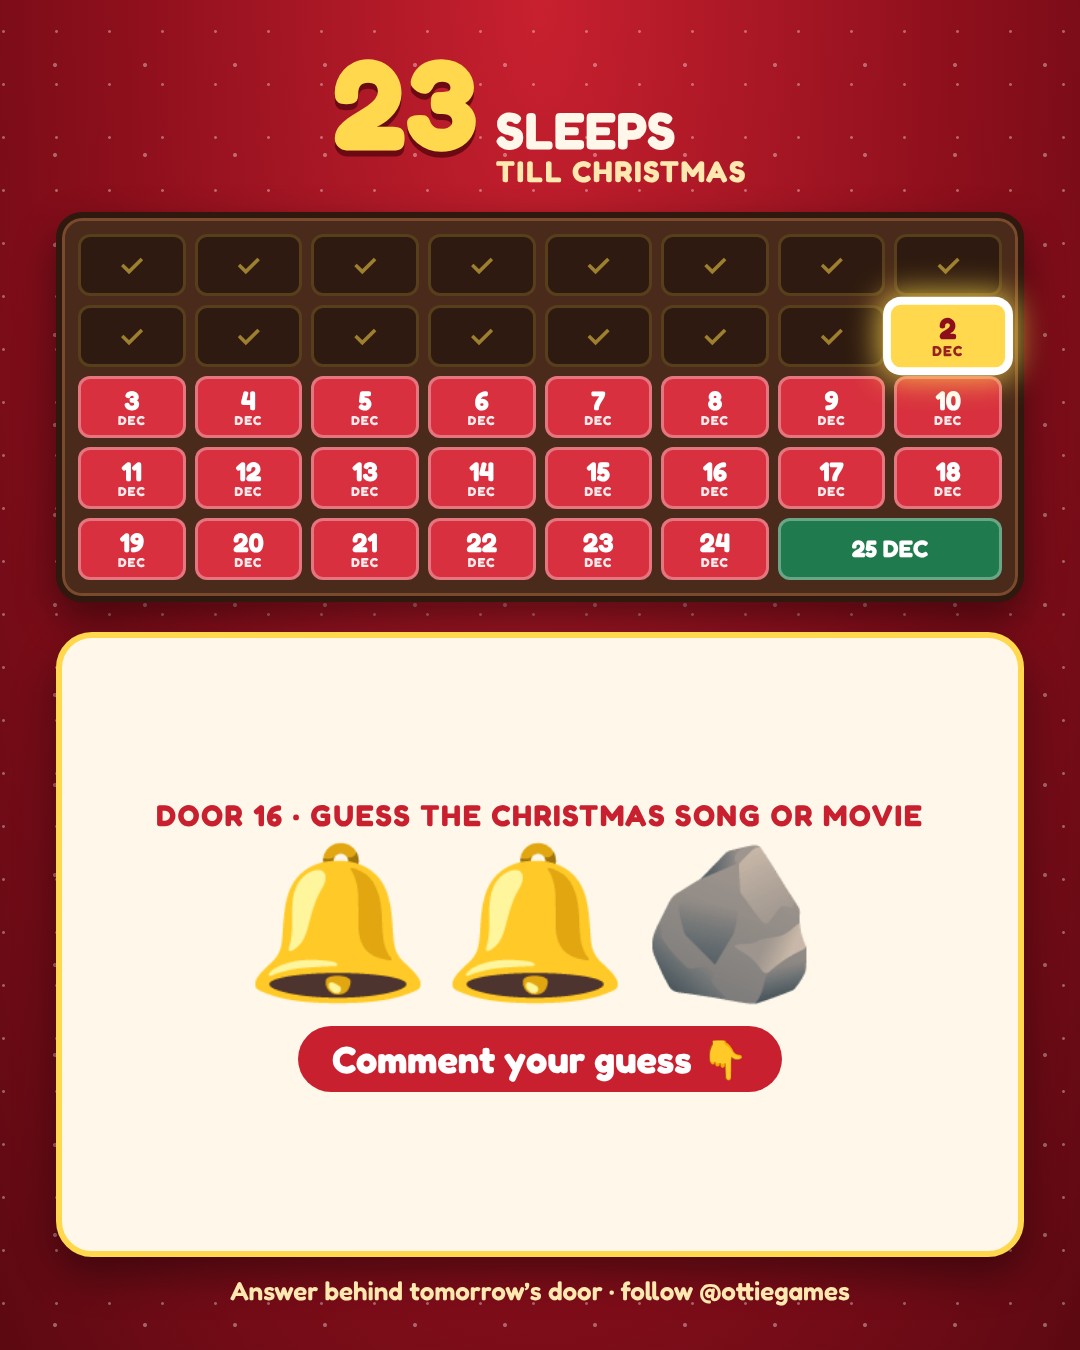 23 SLEEPS
TILL CHRISTMAS
2
DEC
3 4 5 6 7 8 9 10
DEC DEC DEC DEC DEC DEC DEC DEC
11 12 13 14 15 16 17 18
DEC DEC DEC DEC DEC DEC DEC DEC
19 20 21 22 23 24 25 DEC
DEC DEC DEC DEC DEC DEC
DOOR 16 · GUESS THE CHRISTMAS SONG OR MOVIE
Comment your guess 👇
Answer behind tomorrow’s door · follow @ottiegames